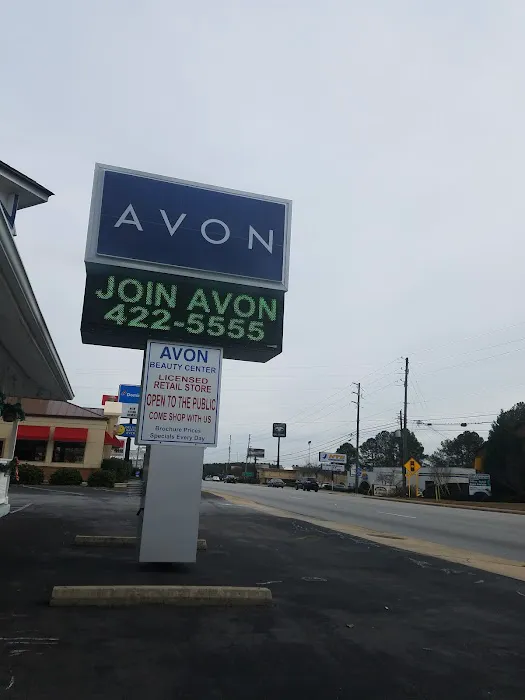 AVON
JOIN AVON
422-5555
AVON
BEAUTY CENTER
LICENSED
RETAIL STORE
OPEN TO THE PUBLIC
COME SHOP WITH US
Brochure Prices
Specials Every Day